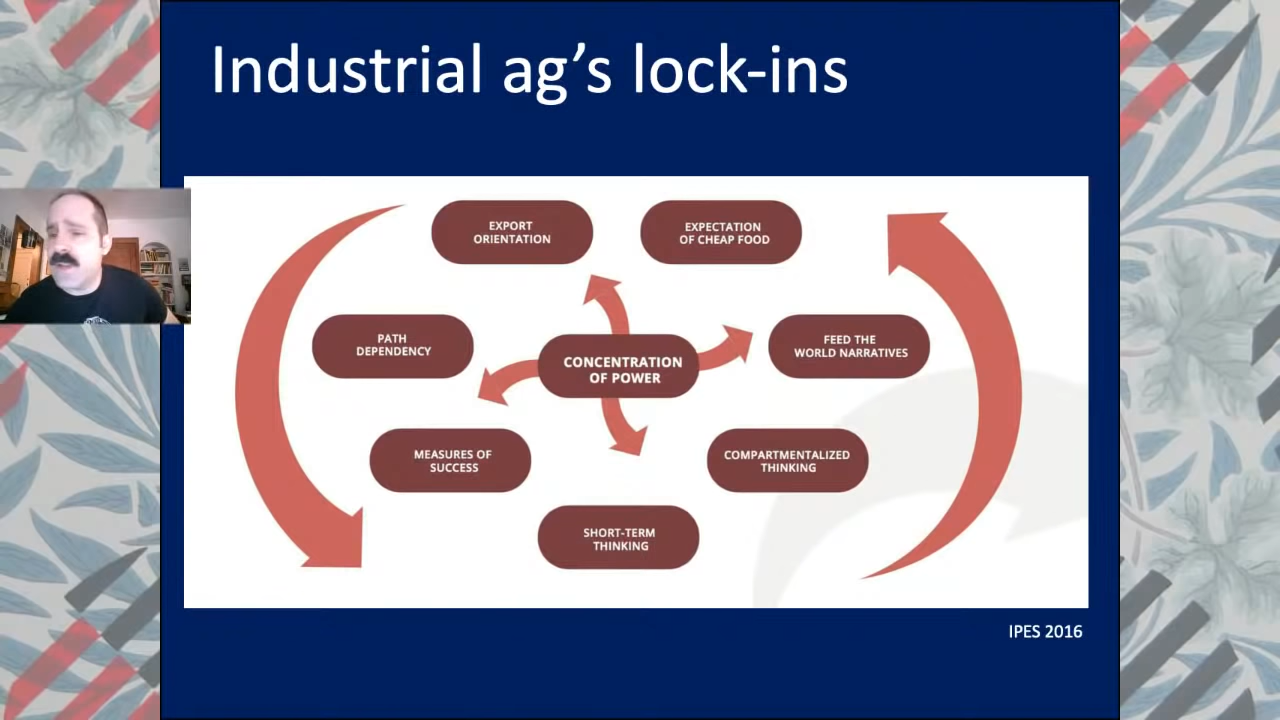 Industrial ag’s lock-ins
EXPORT
ORIENTATION
EXPECTATION
OF CHEAP FOOD
PATH
DEPENDENCY
CONCENTRATION
OF POWER
FEED THE
WORLD NARRATIVES
MEASURES OF
SUCCESS
COMPARTMENTALIZED
THINKING
SHORT-TERM
THINKING
IPES 2016